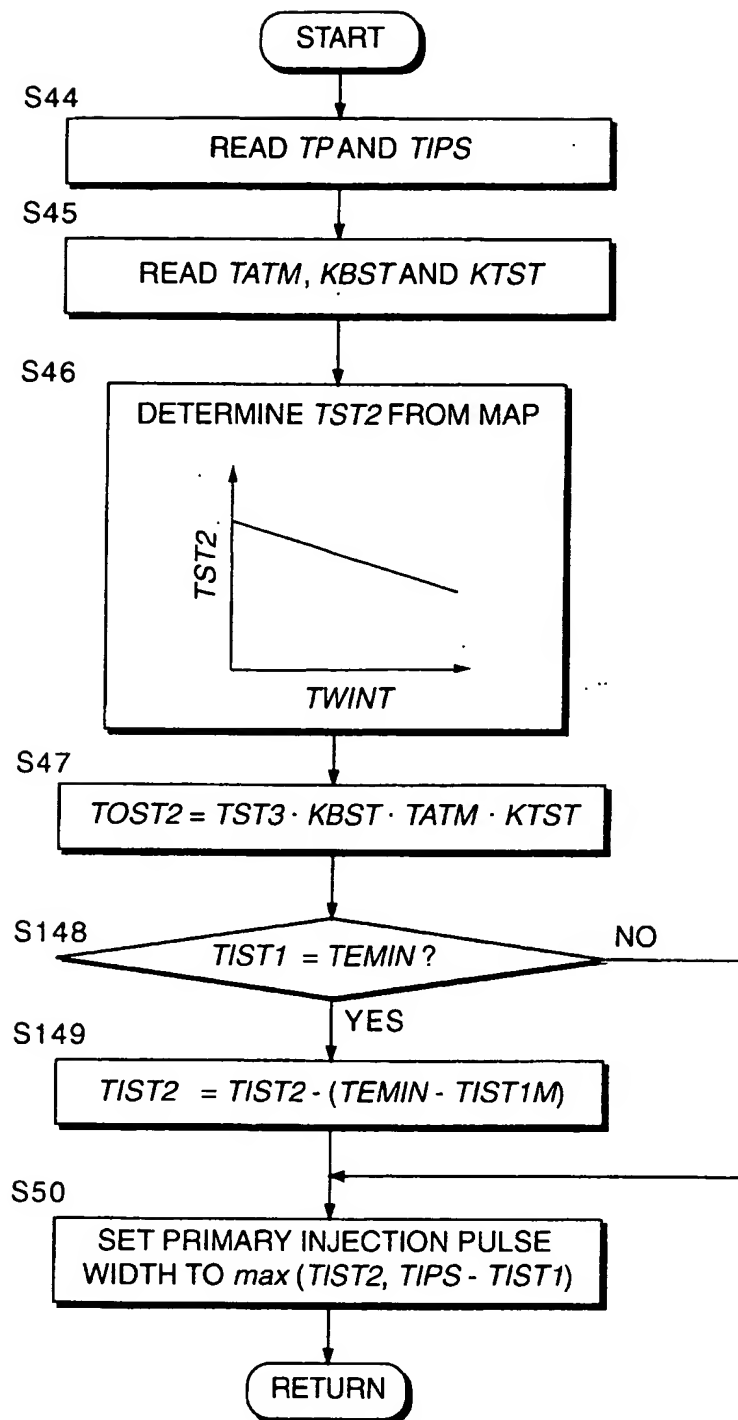 START
S44
READ TP AND TIPS
S45
READ TATM, KBST AND KTST
S46
DETERMINE TST2 FROM MAP
TST2
TWINT
S47
TOST2 = TST3 · KBST · TATM · KTST
S148
TIST1 = TEMIN ?
NO
YES
S149
TIST2 = TIST2 - (TEMIN - TIST1M)
S50
SET PRIMARY INJECTION PULSE
WIDTH TO max (TIST2, TIPS - TIST1)
RETURN